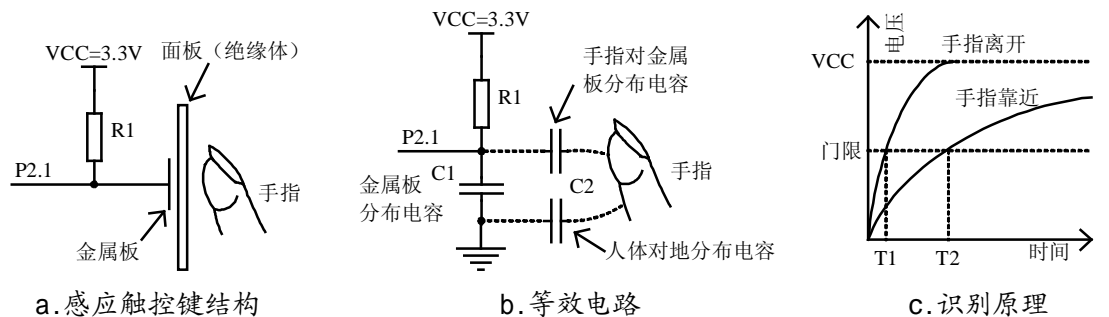 VCC=3.3V
面板（绝缘体）
R1
P2.1
手指
金属板
a.感应触控键结构
VCC=3.3V
手指对金属
板分布电容
R1
P2.1
C1
C2
手指
金属板
分布电容
人体对地分布电容
b.等效电路
电压
手指离开
VCC
手指靠近
门限
T1
T2
时间
c.识别原理